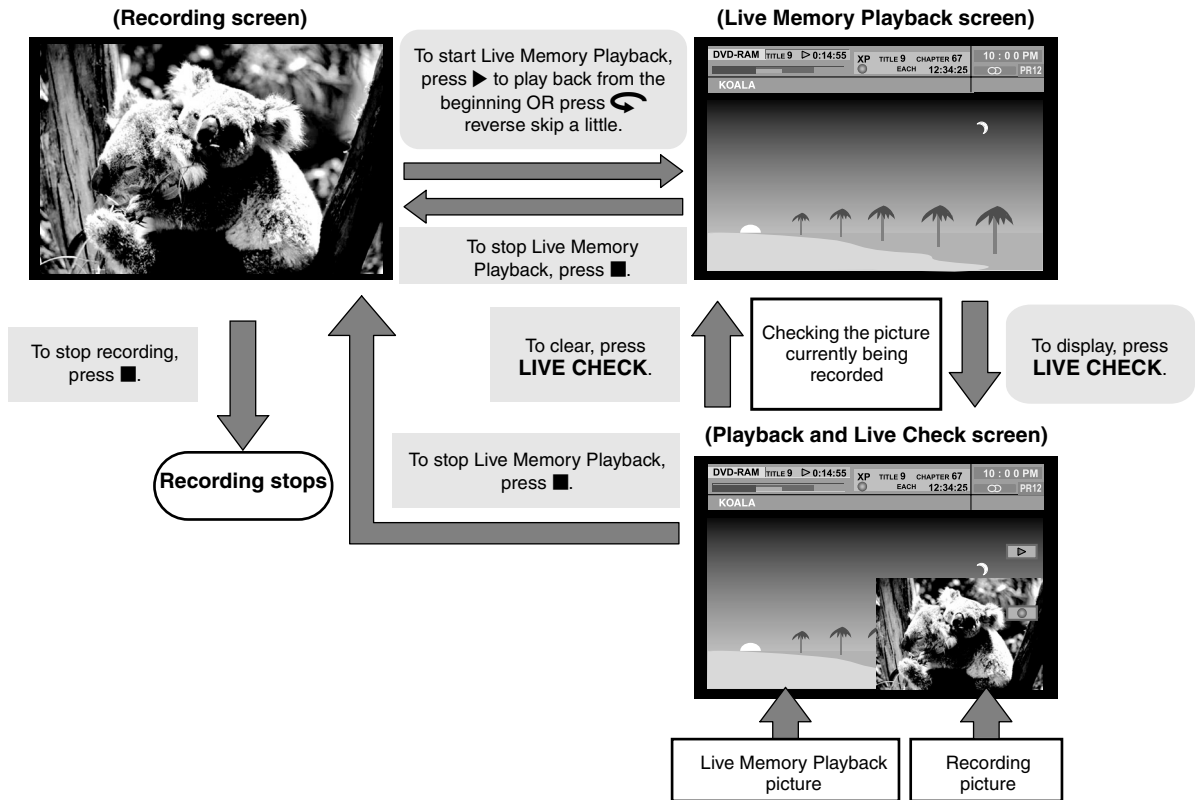 (Recording screen)
(Live Memory Playback screen)
To start Live Memory Playback,
press ▶ to play back from the
beginning OR press
reverse skip a little.
DVD-RAM TITLE 9 ▷ 0:14:55 XP TITLE 9 CHAPTER 67 10 : 0 0 PM
EACH 12:34:25 PR12
KOALA
To stop Live Memory
Playback, press ■.
To stop recording,
press ■.
To clear, press
LIVE CHECK.
Checking the picture
currently being
recorded
To display, press
LIVE CHECK.
Recording stops
To stop Live Memory Playback,
press ■.
(Playback and Live Check screen)
DVD-RAM TITLE 9 ▷ 0:14:55 XP TITLE 9 CHAPTER 67 10 : 0 0 PM
EACH 12:34:25 PR12
KOALA
Live Memory Playback
picture
Recording
picture